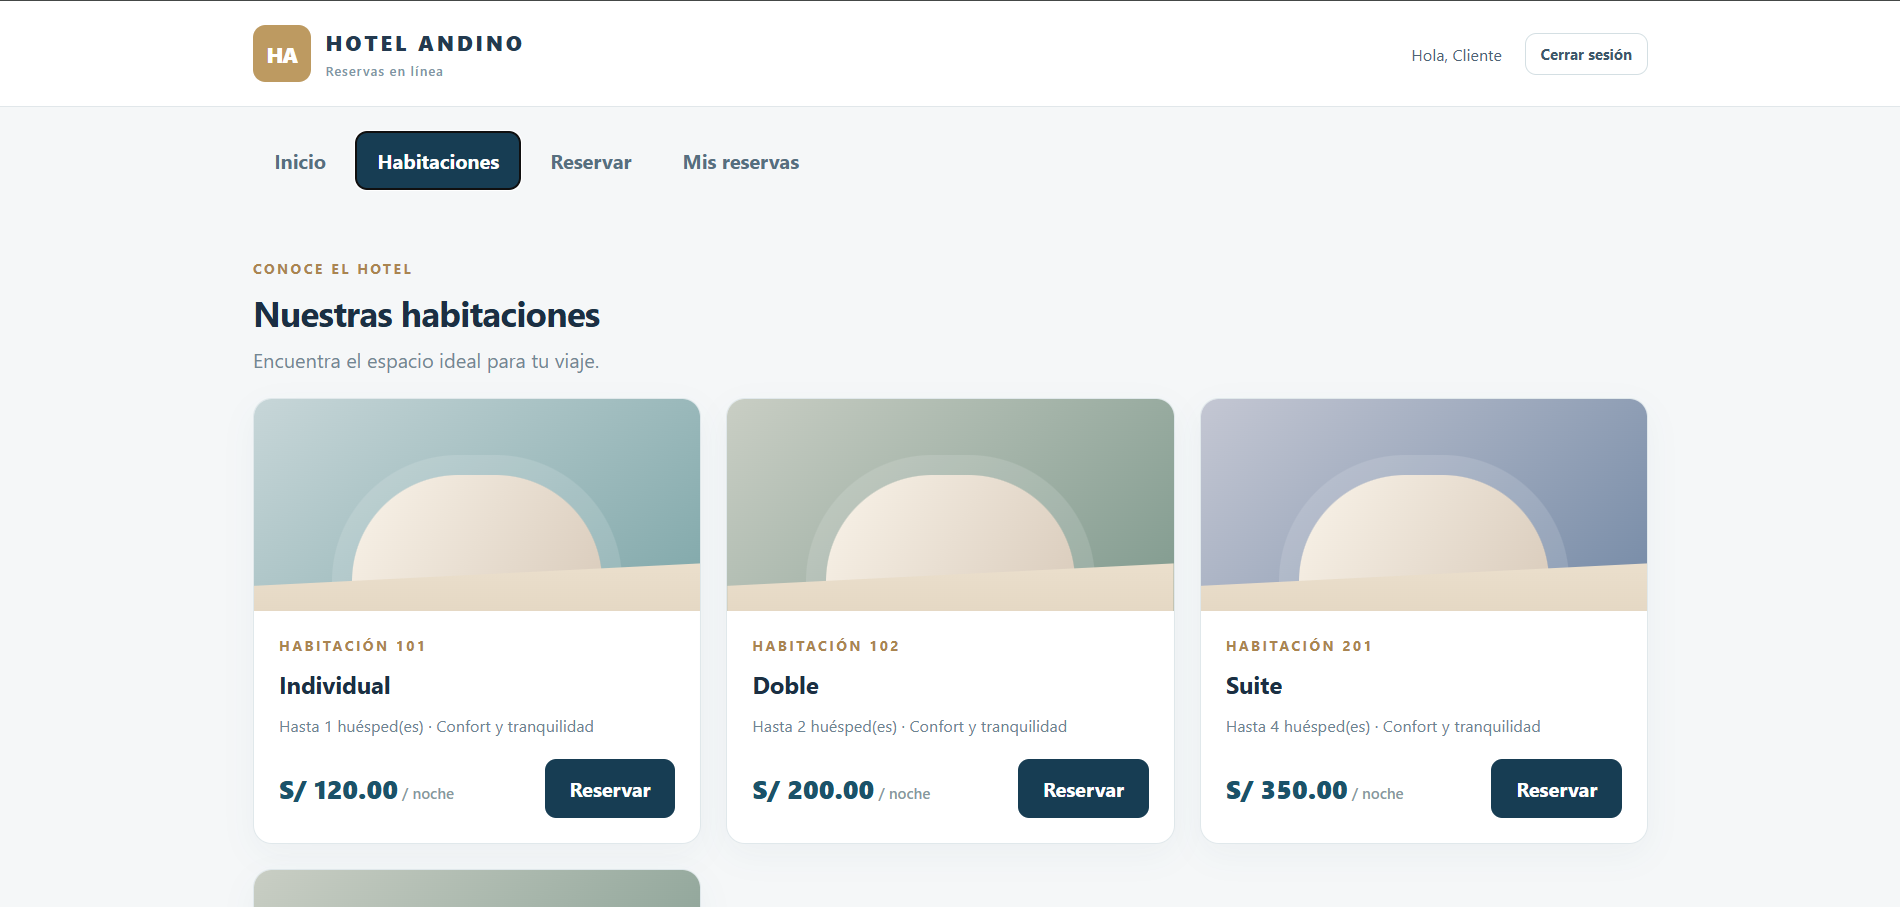 HA
HOTEL ANDINO
Reservas en línea
Hola, Cliente
Cerrar sesión
Inicio
Habitaciones
Reservar
Mis reservas
CONOCE EL HOTEL
Nuestras habitaciones
Encuentra el espacio ideal para tu viaje.
HABITACIÓN 101
Individual
Hasta 1 huésped(es) · Confort y tranquilidad
S/ 120.00 / noche
Reservar
HABITACIÓN 102
Doble
Hasta 2 huésped(es) · Confort y tranquilidad
S/ 200.00 / noche
Reservar
HABITACIÓN 201
Suite
Hasta 4 huésped(es) · Confort y tranquilidad
S/ 350.00 / noche
Reservar